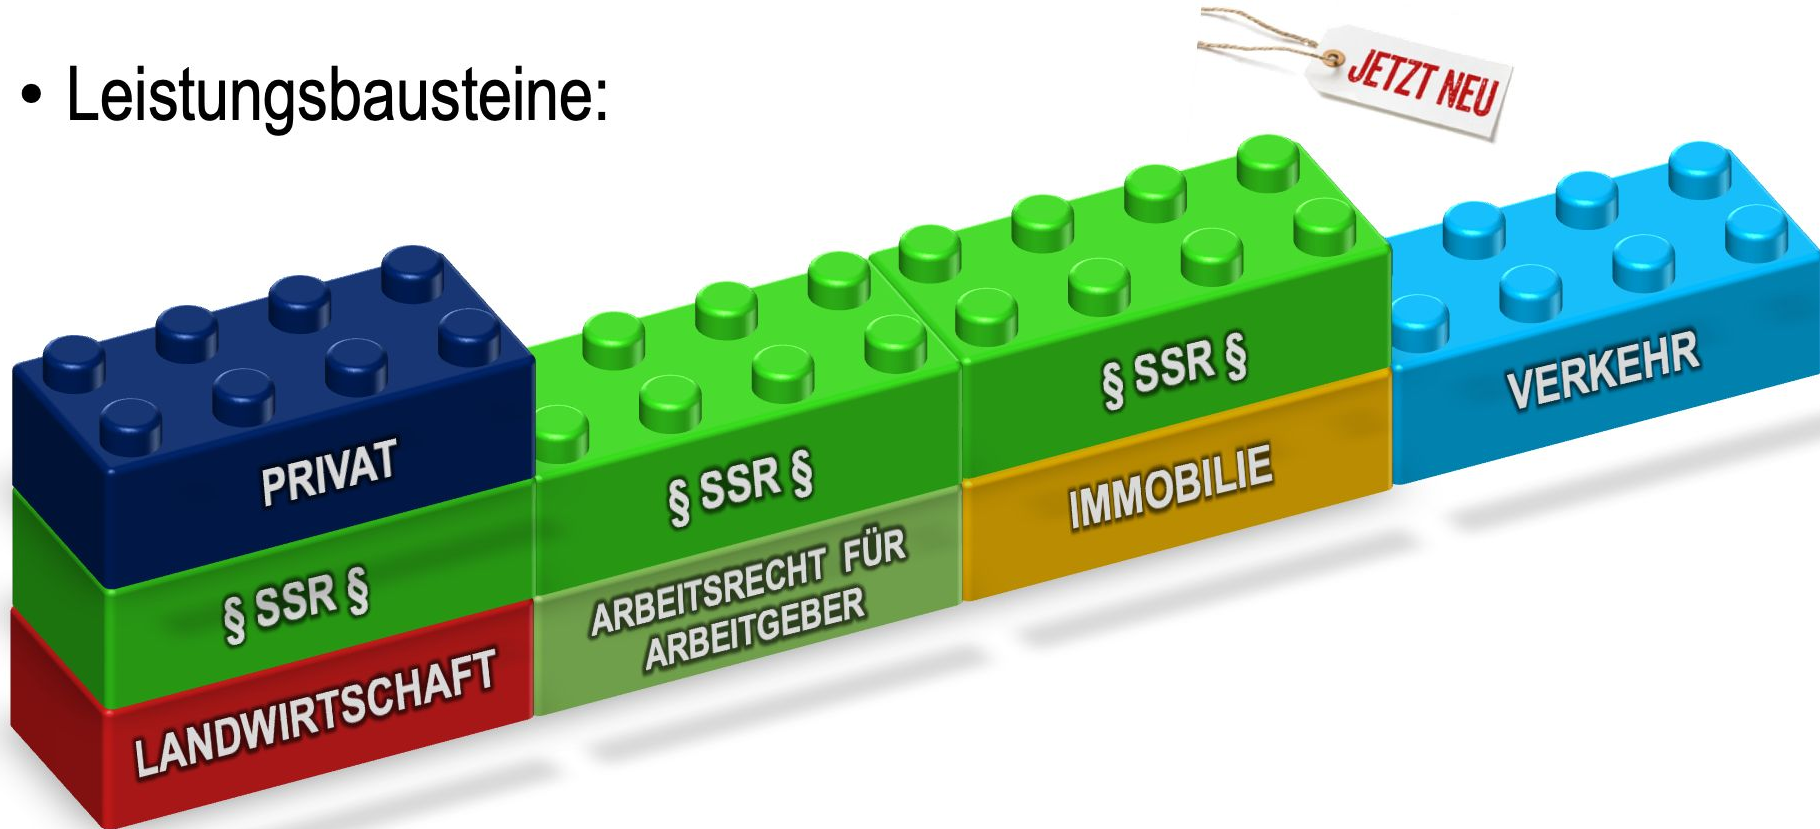 • Leistungsbausteine:
JETZT NEU
PRIVAT
§ SSR §
LANDWIRTSCHAFT
§ SSR §
ARBEITSRECHT FÜR
ARBEITGEBER
§ SSR §
IMMOBILIE
VERKEHR